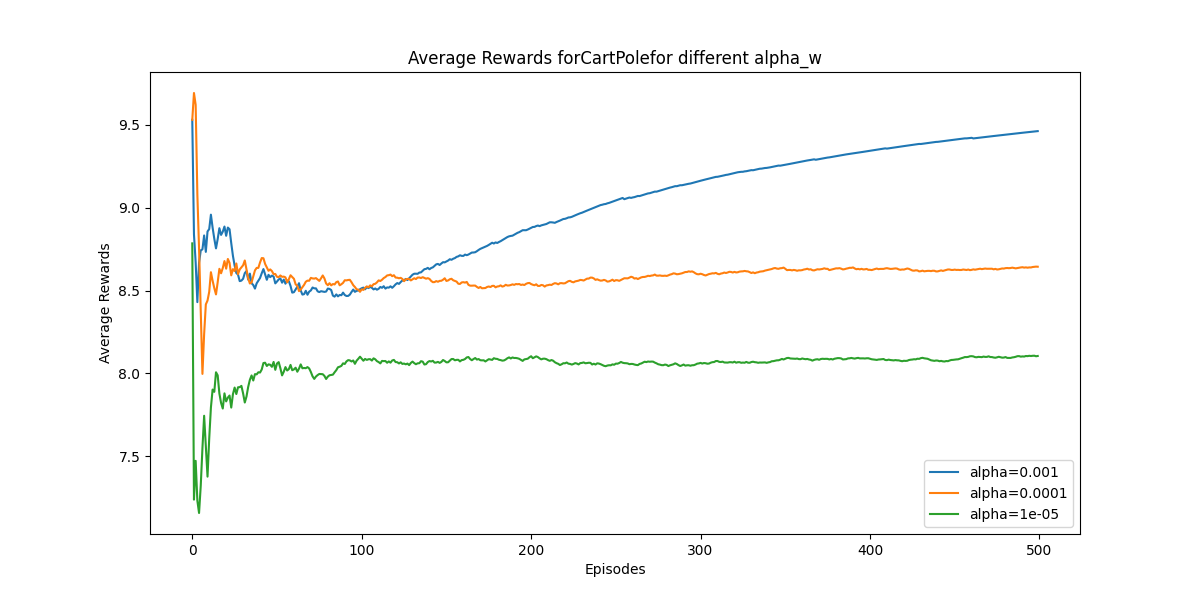 Average Rewards forCartPolefor different alpha_w
Average Rewards
9.5
9.0
8.5
8.0
7.5
0
100
200
300
400
500
Episodes
alpha=0.001
alpha=0.0001
alpha=1e-05